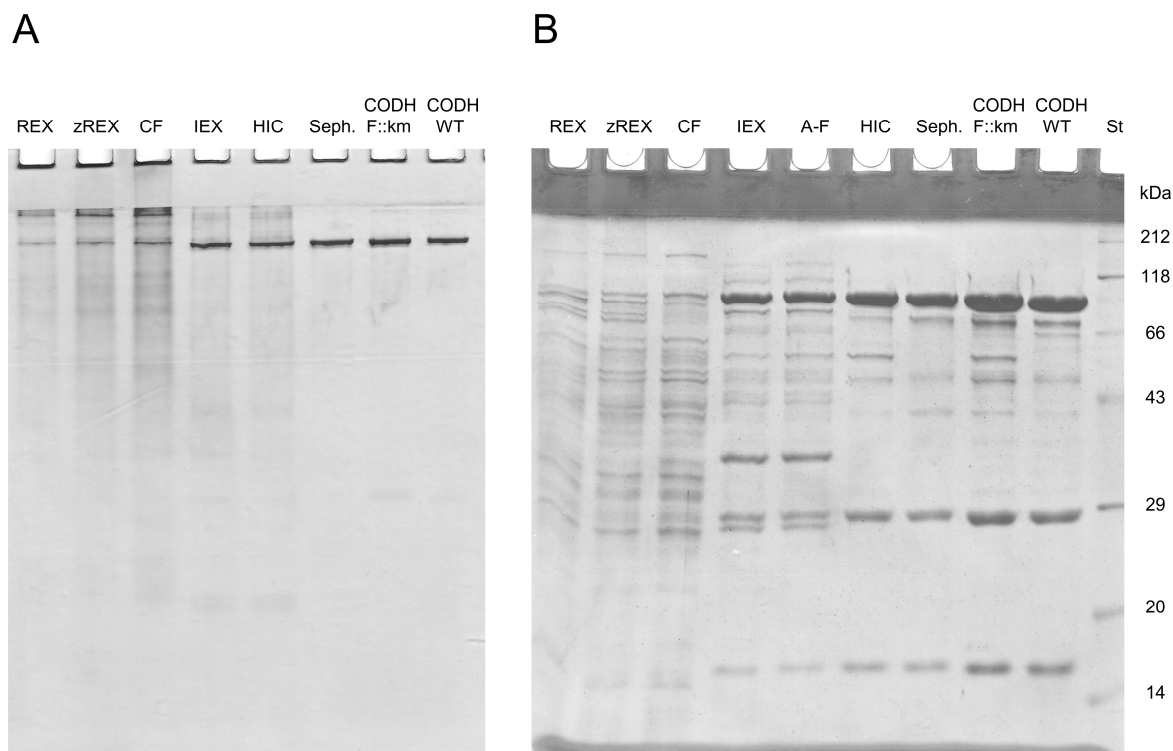 A
B
REX zREX CF IEX HIC Seph. CODH F::km CODH WT
REX zREX CF IEX A-F HIC Seph. CODH F::km CODH WT St
kDa
212
118
66
43
29
20
14